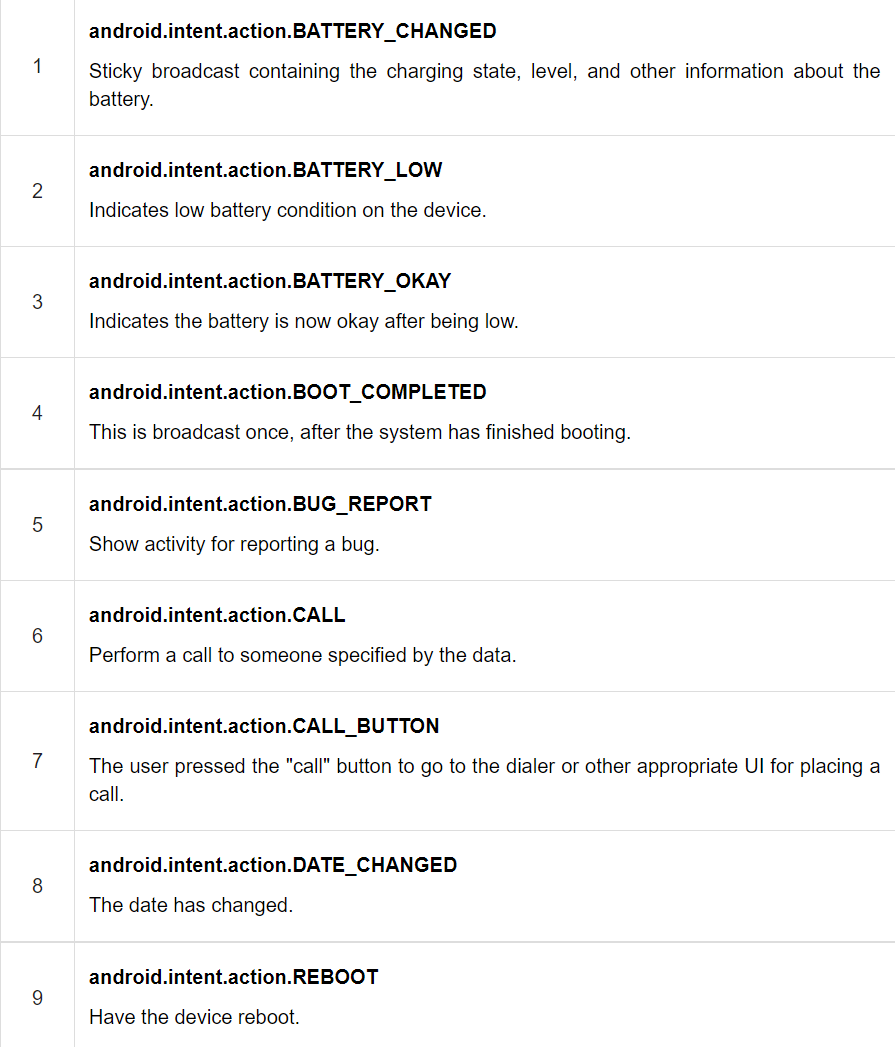 1
android.intent.action.BATTERY_CHANGED
Sticky broadcast containing the charging state, level, and other information about the
battery.
2
android.intent.action.BATTERY_LOW
Indicates low battery condition on the device.
3
android.intent.action.BATTERY_OKAY
Indicates the battery is now okay after being low.
4
android.intent.action.BOOT_COMPLETED
This is broadcast once, after the system has finished booting.
5
android.intent.action.BUG_REPORT
Show activity for reporting a bug.
6
android.intent.action.CALL
Perform a call to someone specified by the data.
7
android.intent.action.CALL_BUTTON
The user pressed the "call" button to go to the dialer or other appropriate UI for placing a
call.
8
android.intent.action.DATE_CHANGED
The date has changed.
9
android.intent.action.REBOOT
Have the device reboot.